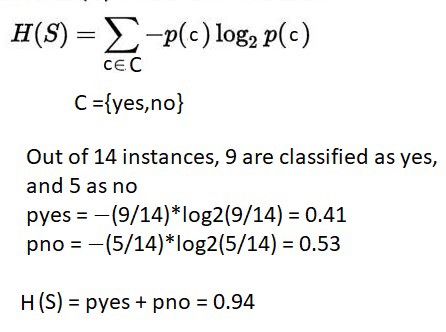 H(S) = ∑ −p(c) log₂ p(c)
c∈C
C ={yes,no}
Out of 14 instances, 9 are classified as yes,
and 5 as no
pyes = −(9/14)*log2(9/14) = 0.41
pno = −(5/14)*log2(5/14) = 0.53
H(S) = pyes + pno = 0.94